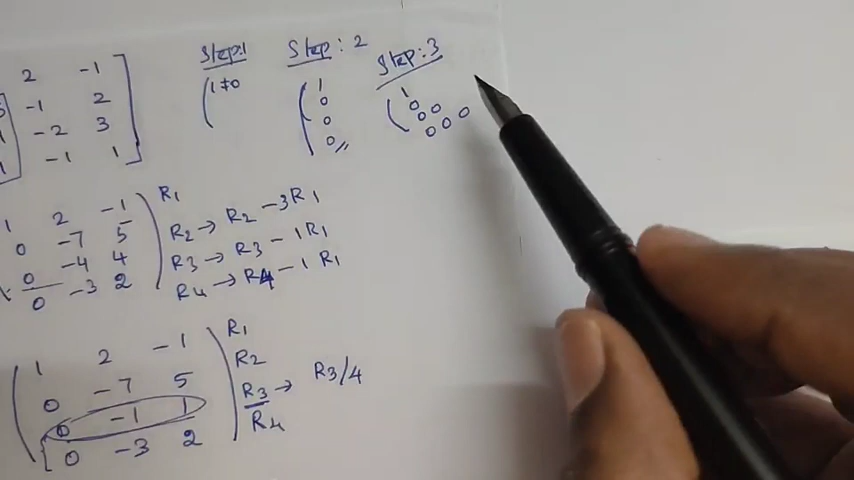 2 -1
-1 2
-2 3
-1 1
Step:1
(1≠0
Step: 2
1
0
0
0//
Step:3
1
0 0
0 0 0
0 0
1 2 -1 R1
0 -7 5 R2 → R2 -3R1
0 -4 4 R3 → R3 -1R1
0 -3 2 R4 → R4 -1 R1
1 2 -1 R1
0 -7 5 R2
0 -1 1 R3 → R3/4
0 -3 2 R4